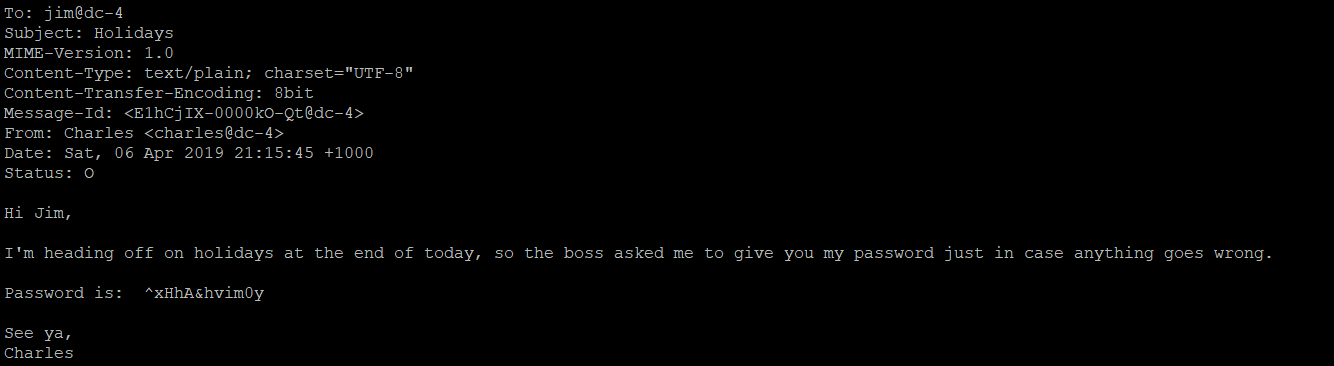 To: jim@dc-4
Subject: Holidays
MIME-Version: 1.0
Content-Type: text/plain; charset="UTF-8"
Content-Transfer-Encoding: 8bit
Message-Id: <E1hCjIX-0000kO-Qt@dc-4>
From: Charles <charles@dc-4>
Date: Sat, 06 Apr 2019 21:15:45 +1000
Status: O

Hi Jim,

I'm heading off on holidays at the end of today, so the boss asked me to give you my password just in case anything goes wrong.

Password is:  ^xHhA&hvim0y

See ya,
Charles